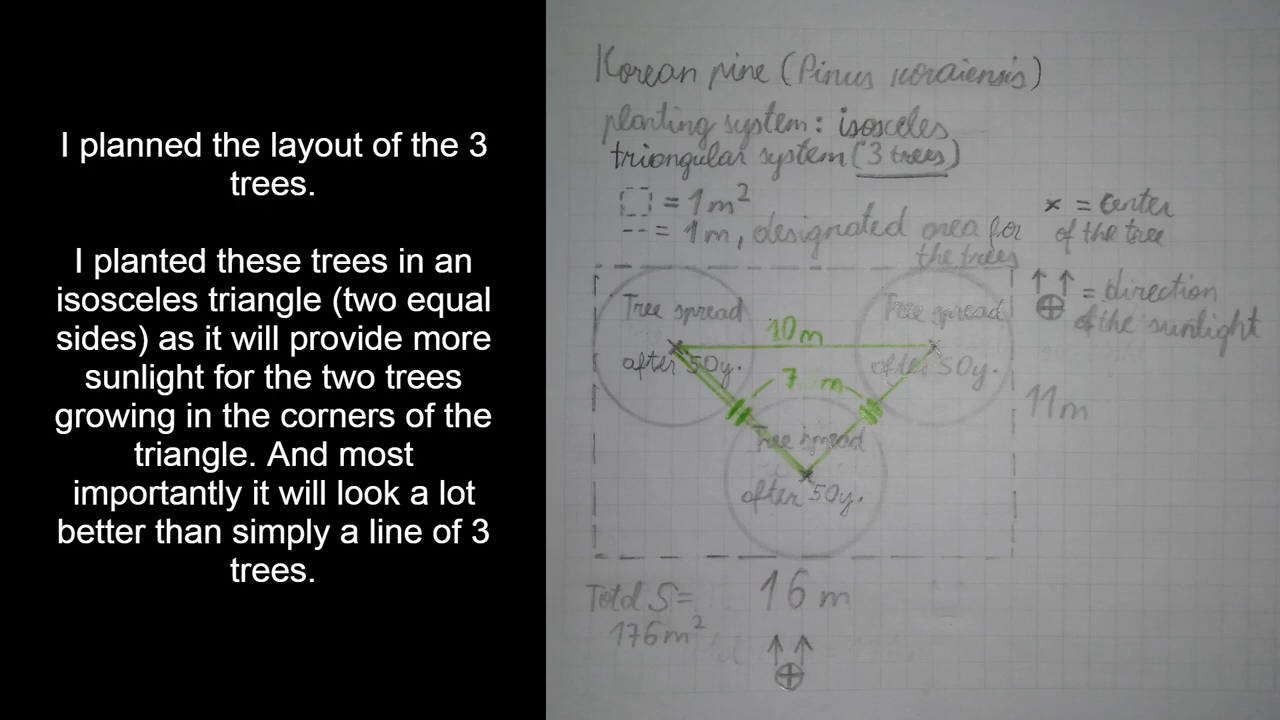 I planned the layout of the 3
trees.
I planted these trees in an
isosceles triangle (two equal
sides) as it will provide more
sunlight for the two trees
growing in the corners of the
triangle. And most
importantly it will look a lot
better than simply a line of 3
trees.
Korean pine (Pinus koraiensis)
planting system: isosceles
triangular system (3 trees)
= 1m²
-- = 1m, designated area for
the trees
x = center
of the tree
= direction
of the sunlight
Tree spread
after 50y.
Tree spread
after 50y.
10m
7 m
Tree spread
after 50y.
11m
Total S=
176m²
16 m